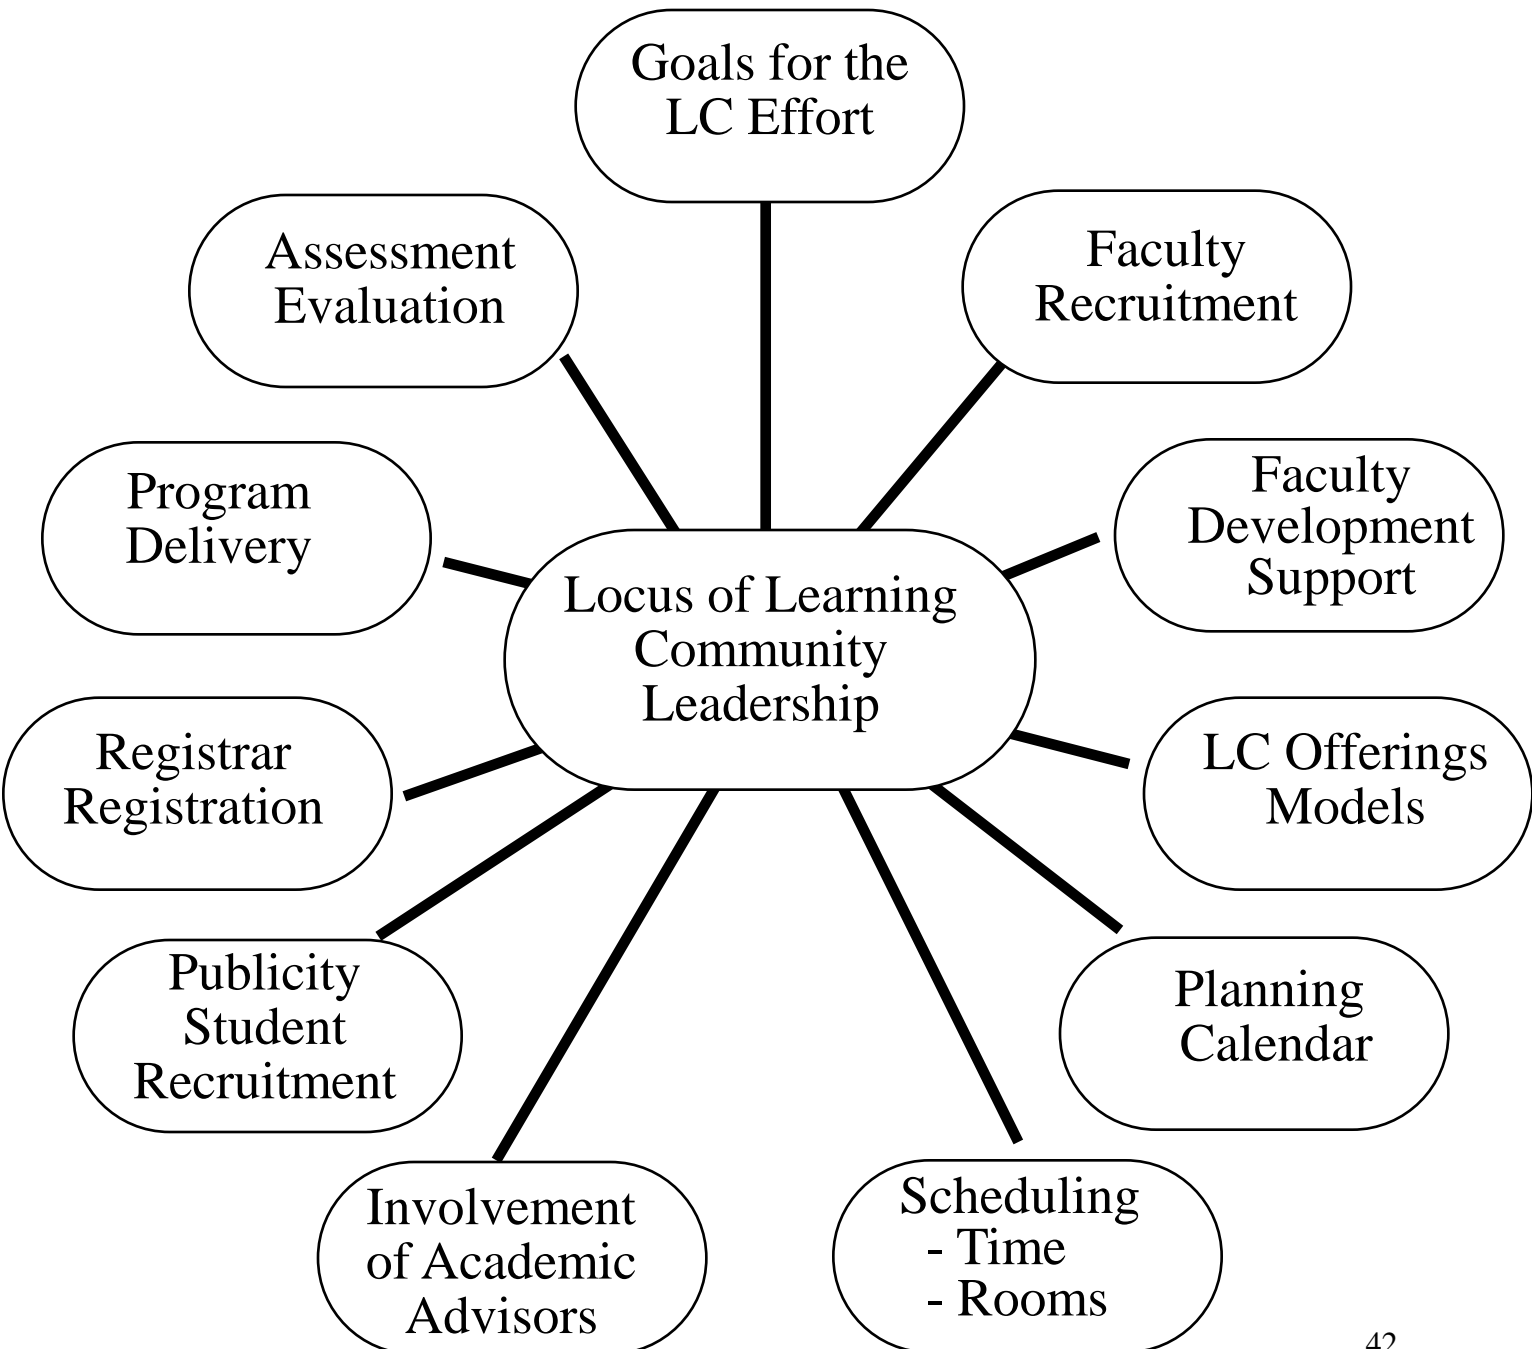 Goals for the
LC Effort
Faculty
Recruitment
Faculty
Development
Support
LC Offerings
Models
Planning
Calendar
Scheduling
- Time
- Rooms
Involvement
of Academic
Advisors
Publicity
Student
Recruitment
Registrar
Registration
Program
Delivery
Assessment
Evaluation
Locus of Learning
Community
Leadership
42